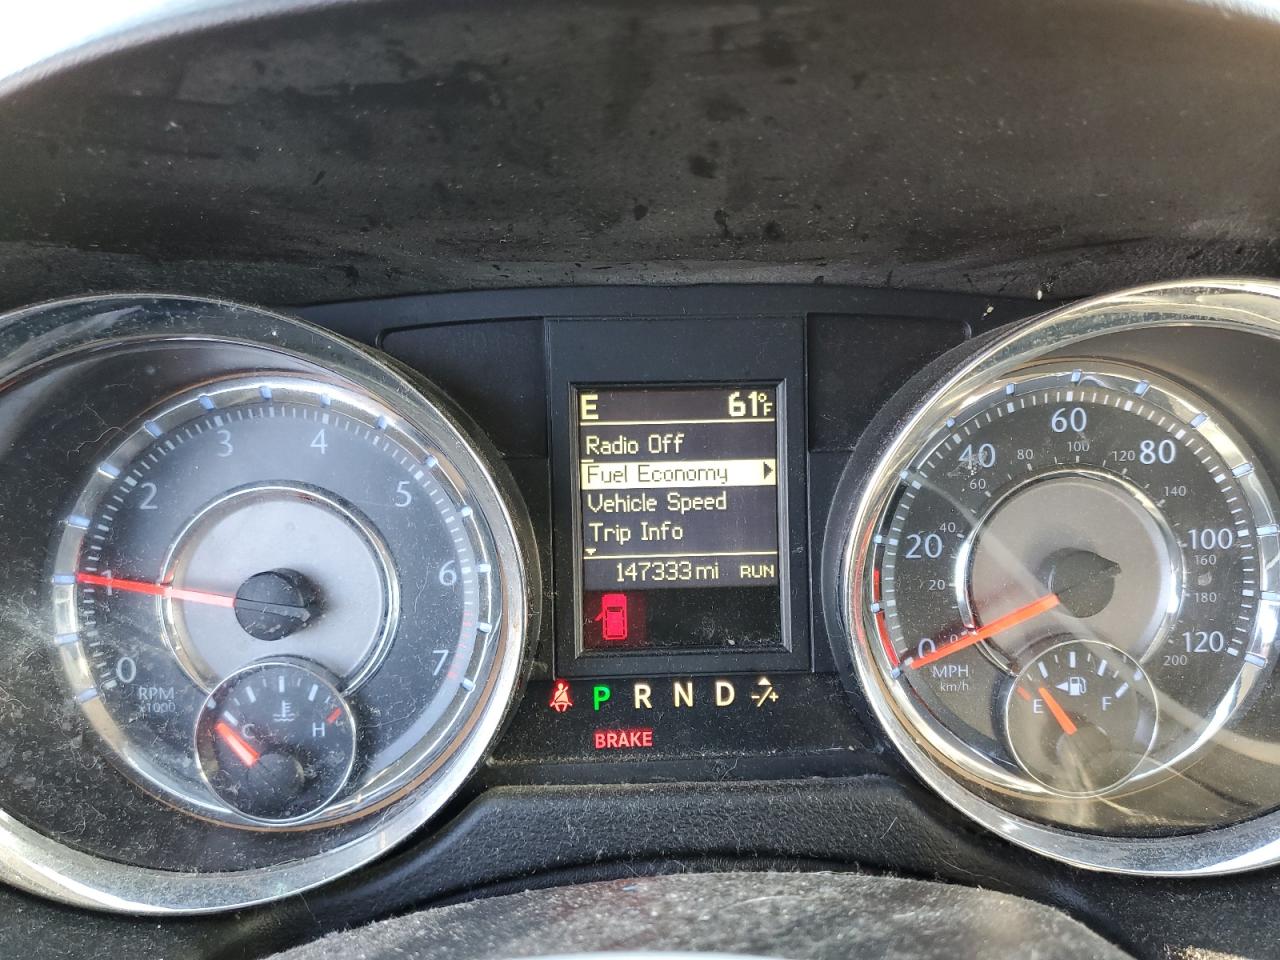 E 61°F
Radio Off
Fuel Economy
Vehicle Speed
Trip Info
147333 mi RUN
P R N D -/+
BRAKE
0 1 2 3 4 5 6 7
RPM
x1000
C H
0 20 40 60 80 100 120
0 20 40 60 80 100 120 140 160 180 200
MPH
km/h
E F